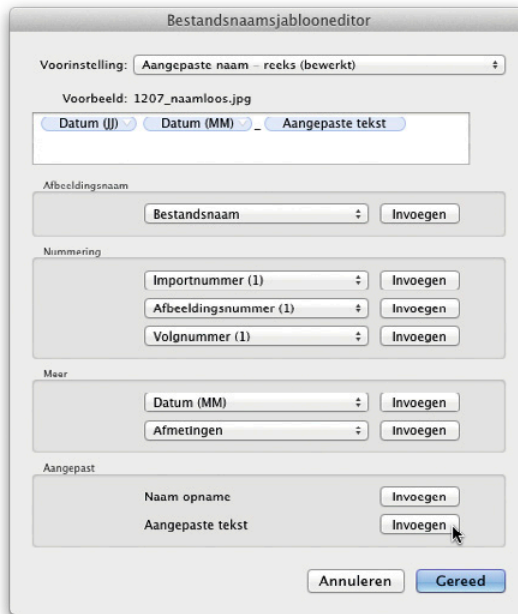 Bestandsnaamsjablooneditor
Voorinstelling: Aangepaste naam – reeks (bewerkt)
Voorbeeld: 1207_naamloos.jpg
Datum (JJ) Datum (MM) _ Aangepaste tekst
Afbeeldingsnaam
Bestandsnaam Invoegen
Nummering
Importnummer (1) Invoegen
Afbeeldingsnummer (1) Invoegen
Volgnummer (1) Invoegen
Meer
Datum (MM) Invoegen
Afmetingen Invoegen
Aangepast
Naam opname Invoegen
Aangepaste tekst Invoegen
Annuleren Gereed